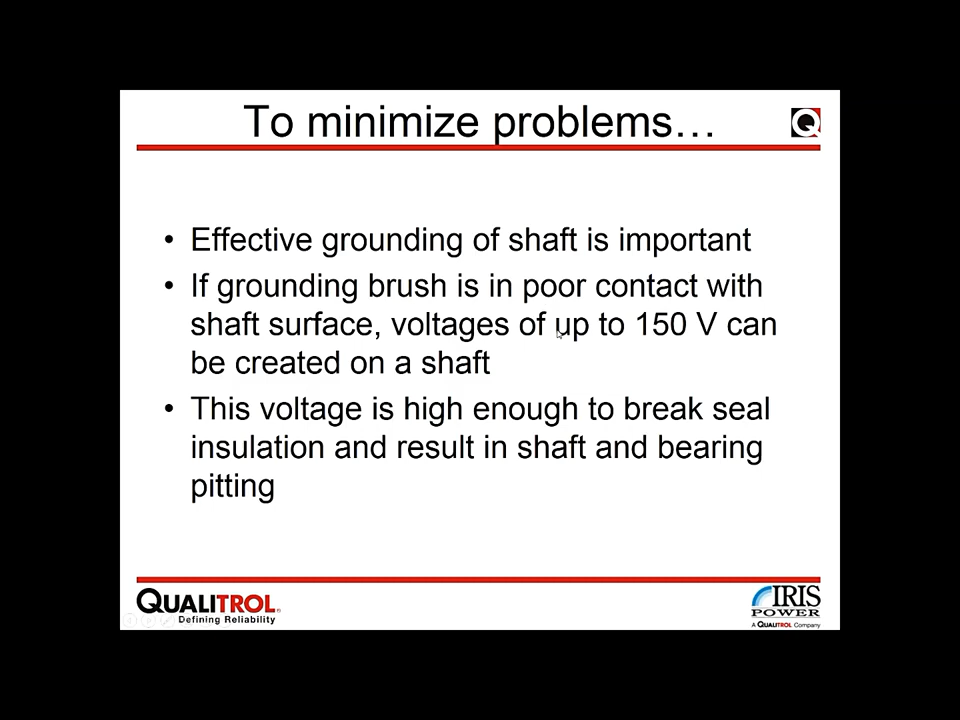 To minimize problems…
Q
• Effective grounding of shaft is important
• If grounding brush is in poor contact with
shaft surface, voltages of up to 150 V can
be created on a shaft
• This voltage is high enough to break seal
insulation and result in shaft and bearing
pitting
QUALITROL®
Defining Reliability
IRIS
POWER
A QUALITROL Company